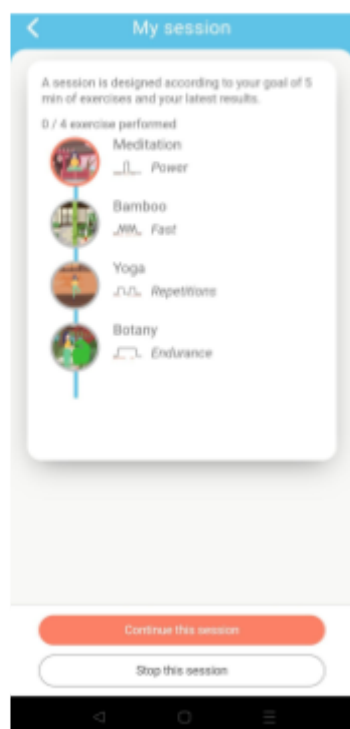 My session
A session is designed according to your goal of 5
min of exercises and your latest results.
0 / 4 exercise performed
Meditation
Power
Bamboo
Fast
Yoga
Repetitions
Botany
Endurance
Continue this session
Stop this session